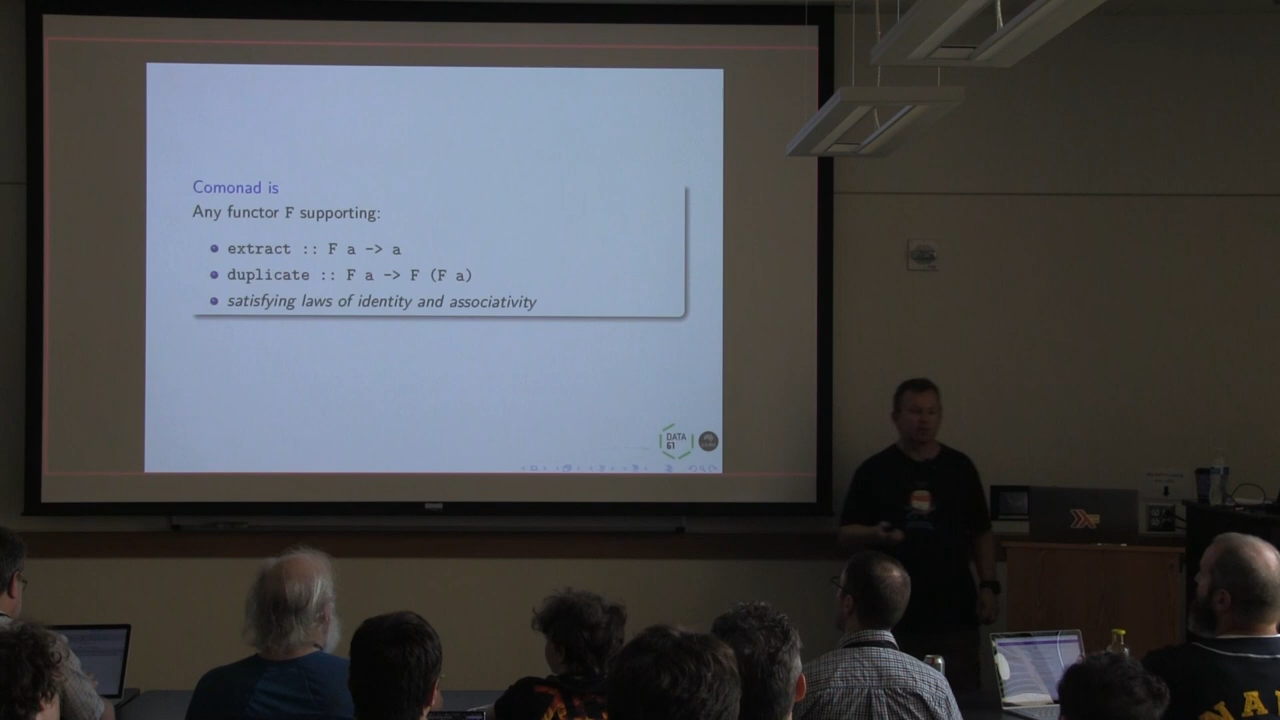 Comonad is
Any functor F supporting:
extract :: F a -> a
duplicate :: F a -> F (F a)
satisfying laws of identity and associativity
DATA
61